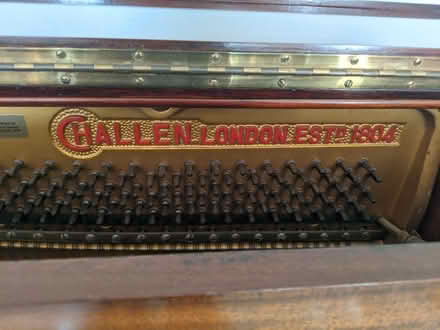 CHALLEN LONDON. ESTD. 1804